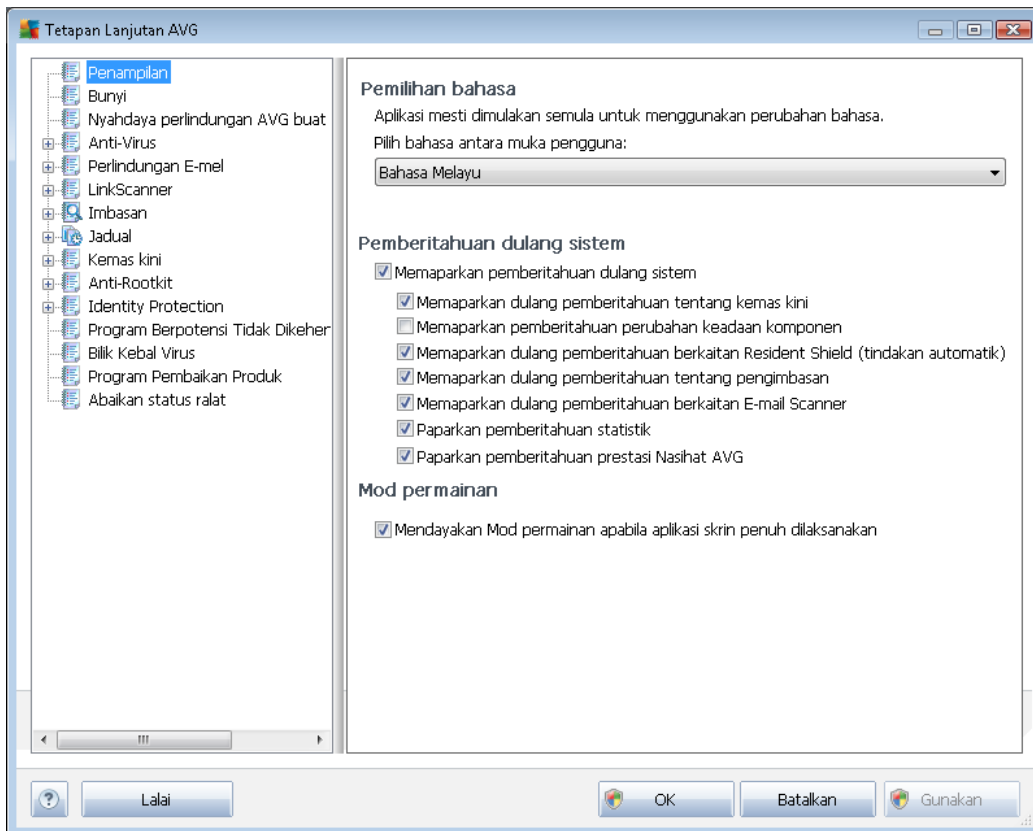 Tetapan Lanjutan AVG
Penampilan
Bunyi
Nyahdaya perlindungan AVG buat
Anti-Virus
Perlindungan E-mel
LinkScanner
Imbasan
Jadual
Kemas kini
Anti-Rootkit
Identity Protection
Program Berpotensi Tidak Dikeher
Bilik Kebal Virus
Program Pembaikan Produk
Abaikan status ralat
Pemilihan bahasa
Aplikasi mesti dimulakan semula untuk menggunakan perubahan bahasa.
Pilih bahasa antara muka pengguna:
Bahasa Melayu
Pemberitahuan dulang sistem
Memaparkan pemberitahuan dulang sistem
Memaparkan dulang pemberitahuan tentang kemas kini
Memaparkan pemberitahuan perubahan keadaan komponen
Memaparkan dulang pemberitahuan berkaitan Resident Shield (tindakan automatik)
Memaparkan dulang pemberitahuan tentang pengimbasan
Memaparkan dulang pemberitahuan berkaitan E-mail Scanner
Paparkan pemberitahuan statistik
Paparkan pemberitahuan prestasi Nasihat AVG
Mod permainan
Mendayakan Mod permainan apabila aplikasi skrin penuh dilaksanakan
? Lalai OK Batalkan Gunakan